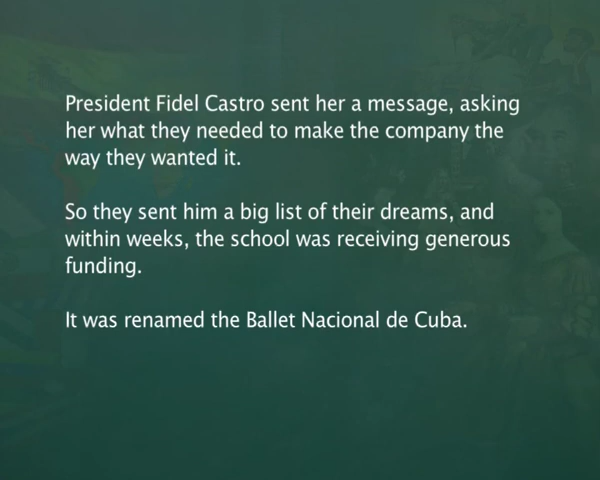 President Fidel Castro sent her a message, asking
her what they needed to make the company the
way they wanted it.
So they sent him a big list of their dreams, and
within weeks, the school was receiving generous
funding.
It was renamed the Ballet Nacional de Cuba.